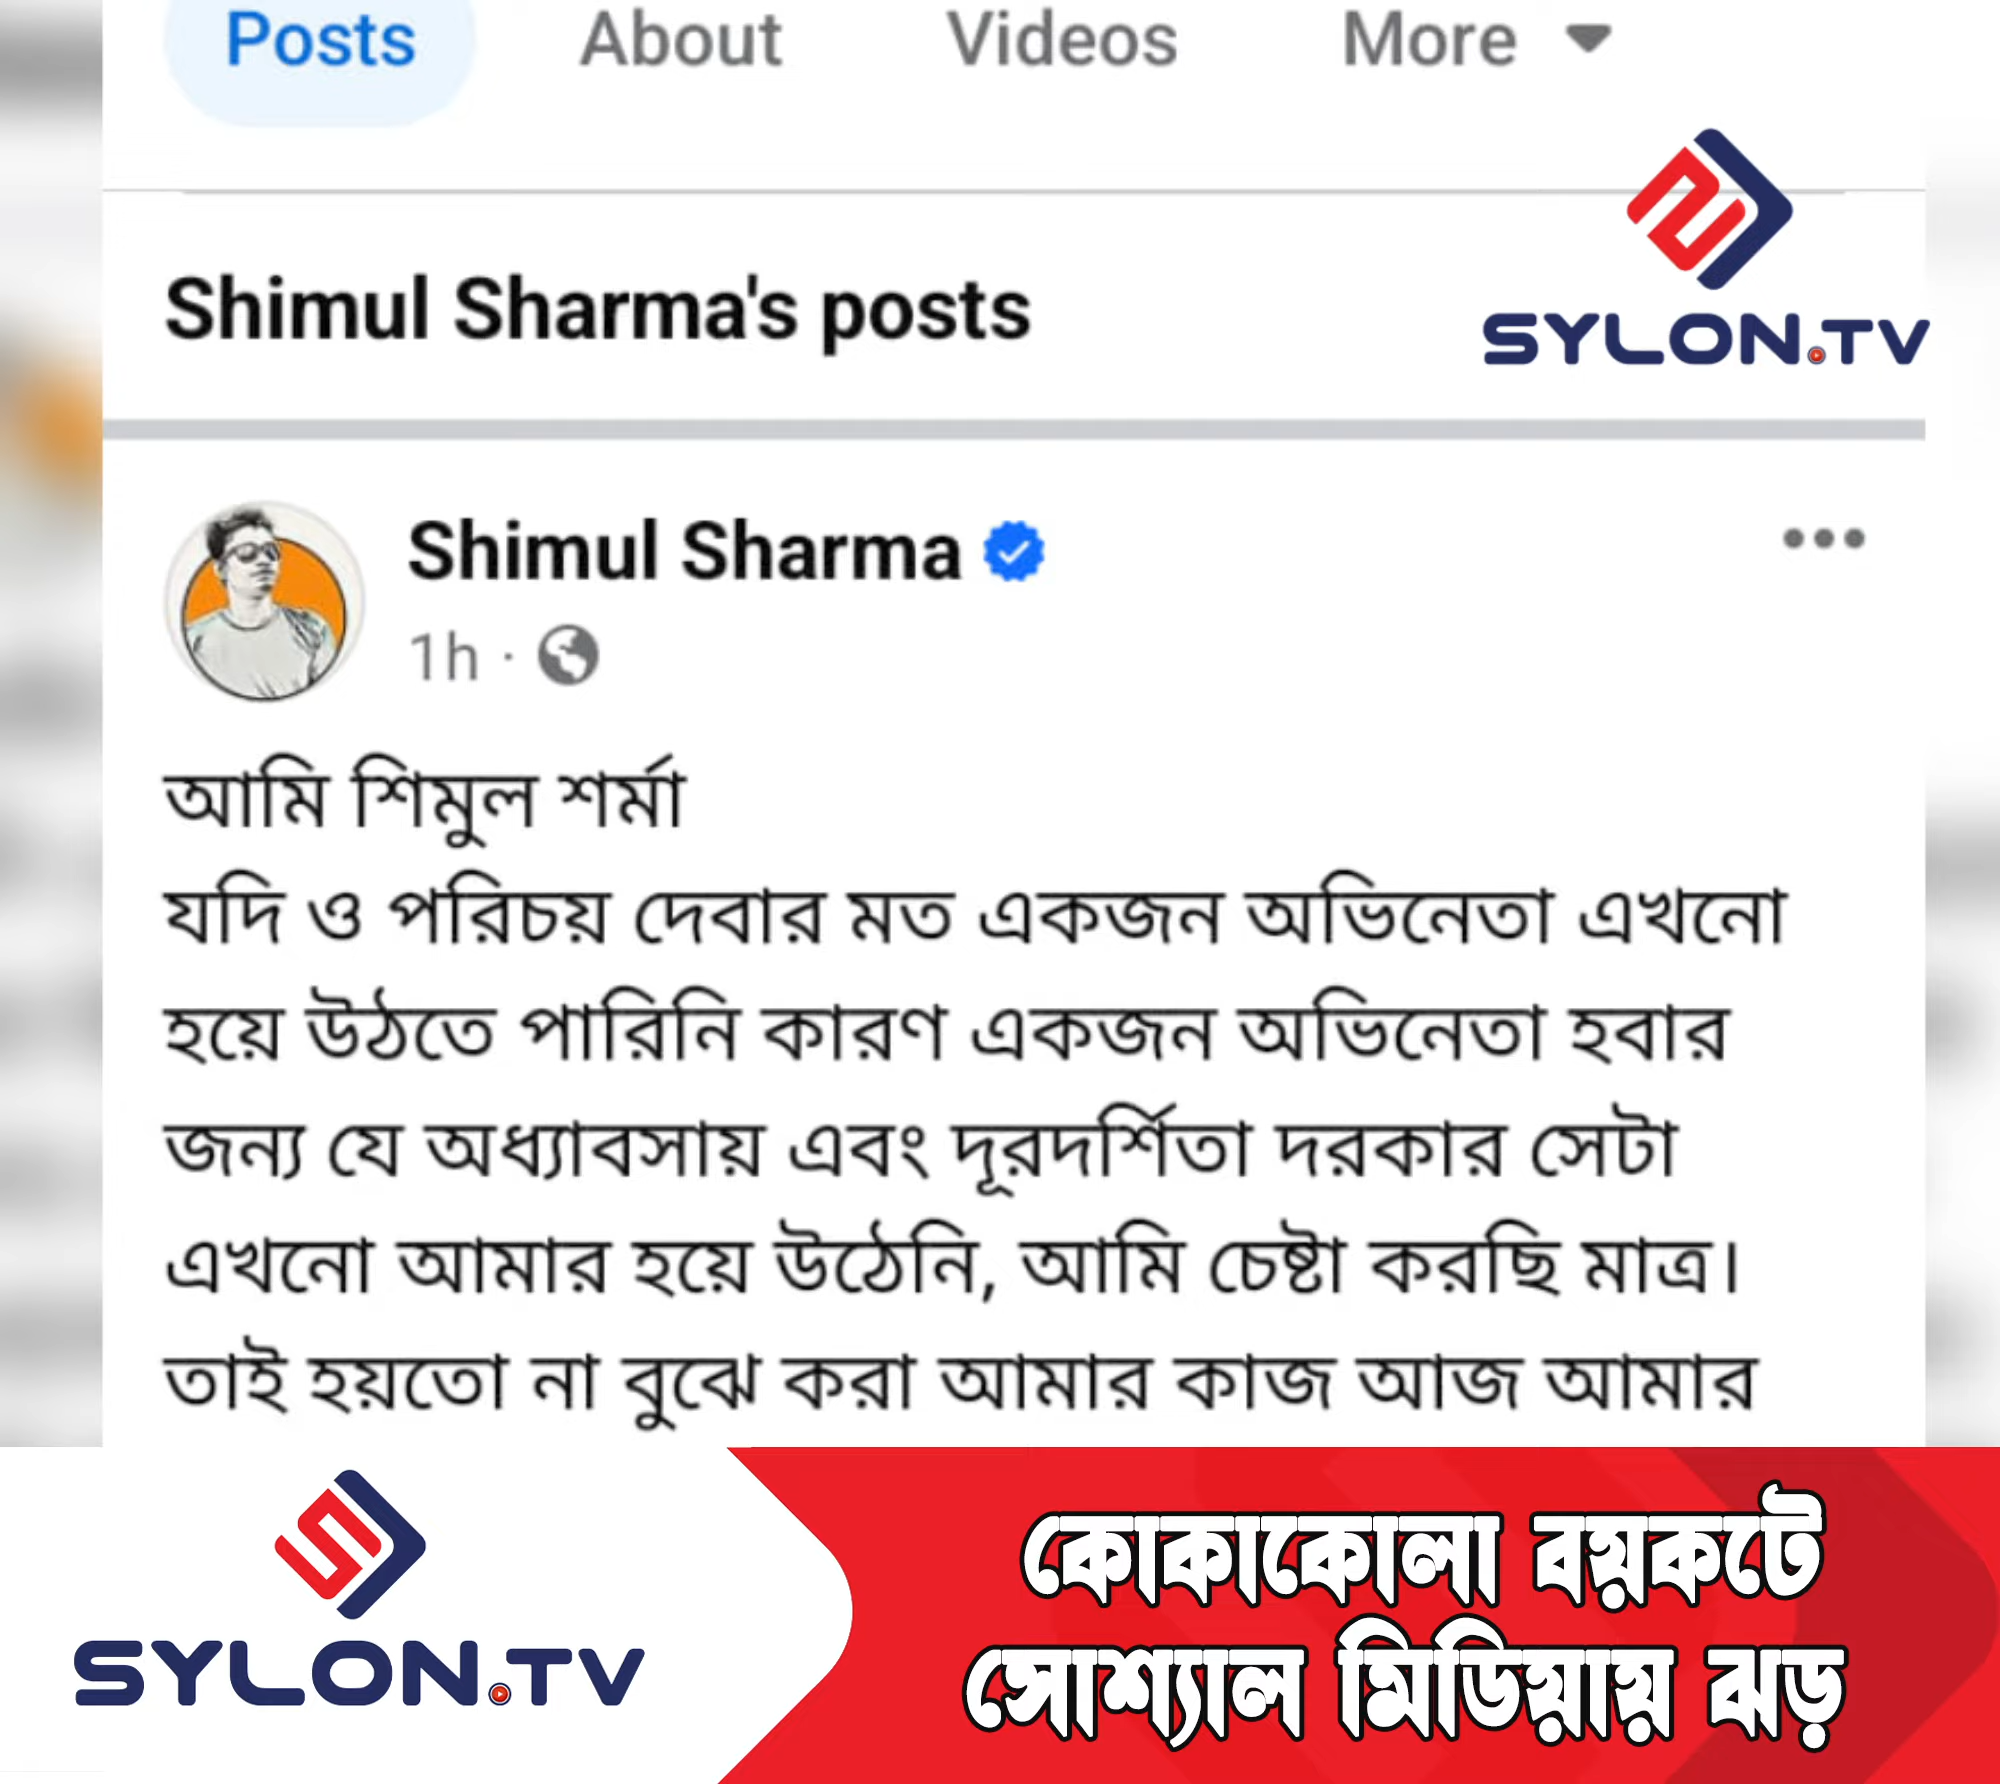 Posts About Videos More
SYLON.TV
Shimul Sharma's posts
Shimul Sharma
1h ·
আমি শিমুল শর্মা
যদি ও পরিচয় দেবার মত একজন অভিনেতা এখনো
হয়ে উঠতে পারিনি কারণ একজন অভিনেতা হবার
জন্য যে অধ্যাবসায় এবং দূরদর্শিতা দরকার সেটা
এখনো আমার হয়ে উঠেনি, আমি চেষ্টা করছি মাত্র।
তাই হয়তো না বুঝে করা আমার কাজ আজ আমার
SYLON.TV
কোকাকোলা বয়কটে
সোশ্যাল মিডিয়ায় ঝড়